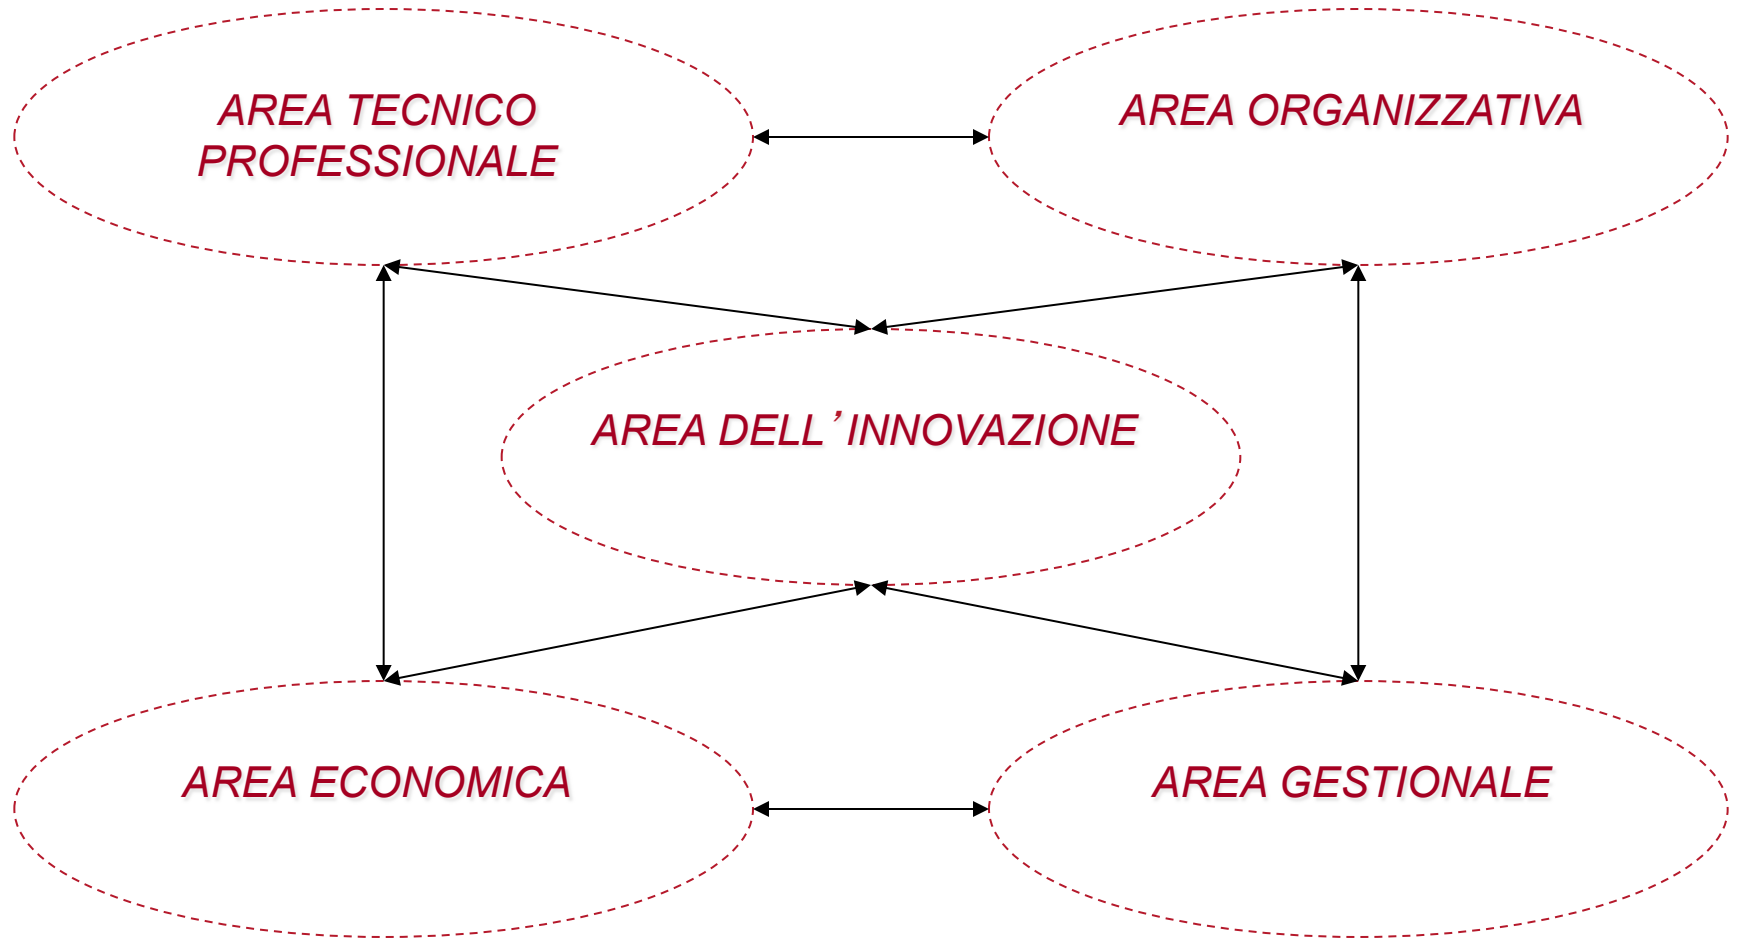 AREA TECNICO
PROFESSIONALE
AREA ORGANIZZATIVA
AREA DELL’INNOVAZIONE
AREA ECONOMICA
AREA GESTIONALE